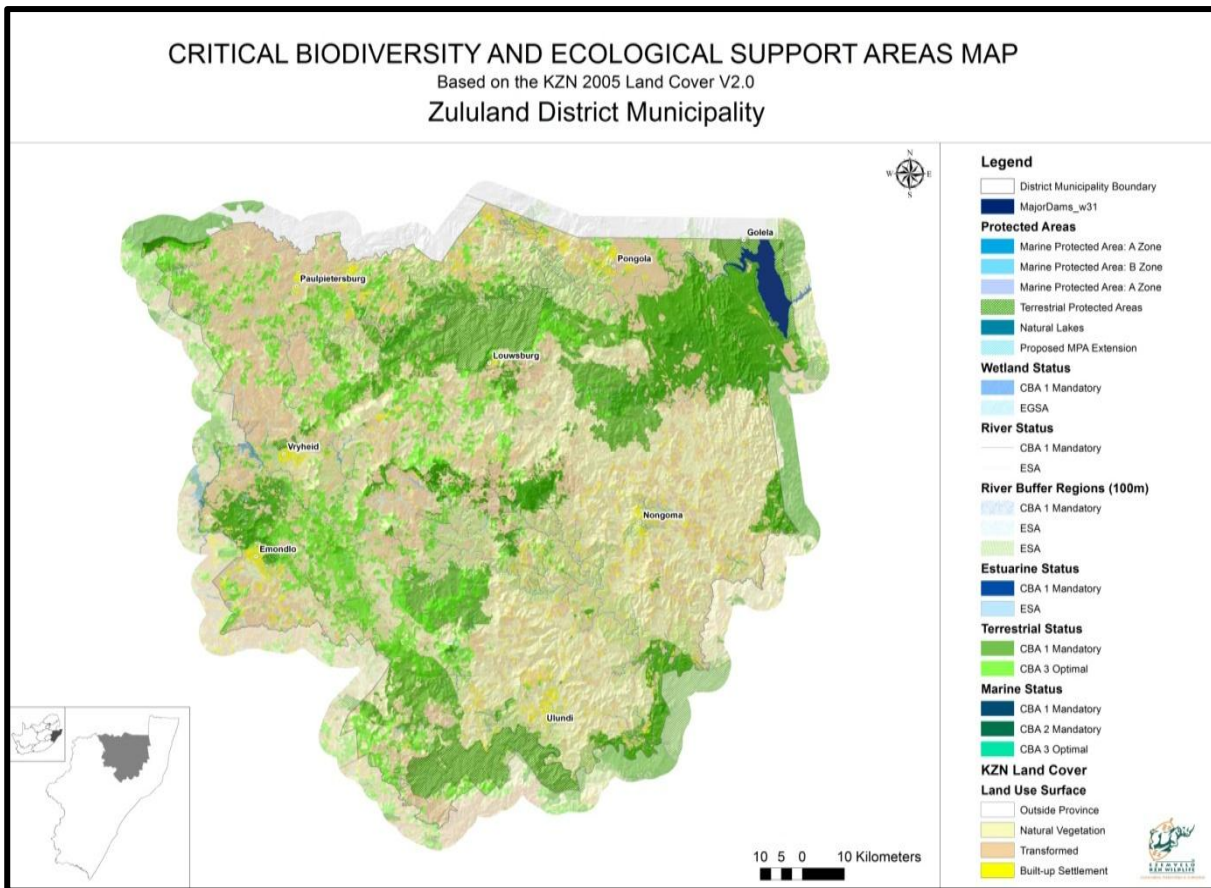 CRITICAL BIODIVERSITY AND ECOLOGICAL SUPPORT AREAS MAP
Based on the KZN 2005 Land Cover V2.0
Zululand District Municipality
N
W E
S
Golela
Pongola
Paulpietersburg
Louwsburg
Vryheid
Nongoma
Emondlo
Ulundi
10 5 0 10 Kilometers
Legend
District Municipality Boundary
MajorDams_w31
Protected Areas
Marine Protected Area: A Zone
Marine Protected Area: B Zone
Marine Protected Area: A Zone
Terrestrial Protected Areas
Natural Lakes
Proposed MPA Extension
Wetland Status
CBA 1 Mandatory
EGSA
River Status
CBA 1 Mandatory
ESA
River Buffer Regions (100m)
CBA 1 Mandatory
ESA
ESA
Estuarine Status
CBA 1 Mandatory
ESA
Terrestrial Status
CBA 1 Mandatory
CBA 3 Optimal
Marine Status
CBA 1 Mandatory
CBA 2 Mandatory
CBA 3 Optimal
KZN Land Cover
Land Use Surface
Outside Province
Natural Vegetation
Transformed
Built-up Settlement
EZEMVELO
KZN WILDLIFE